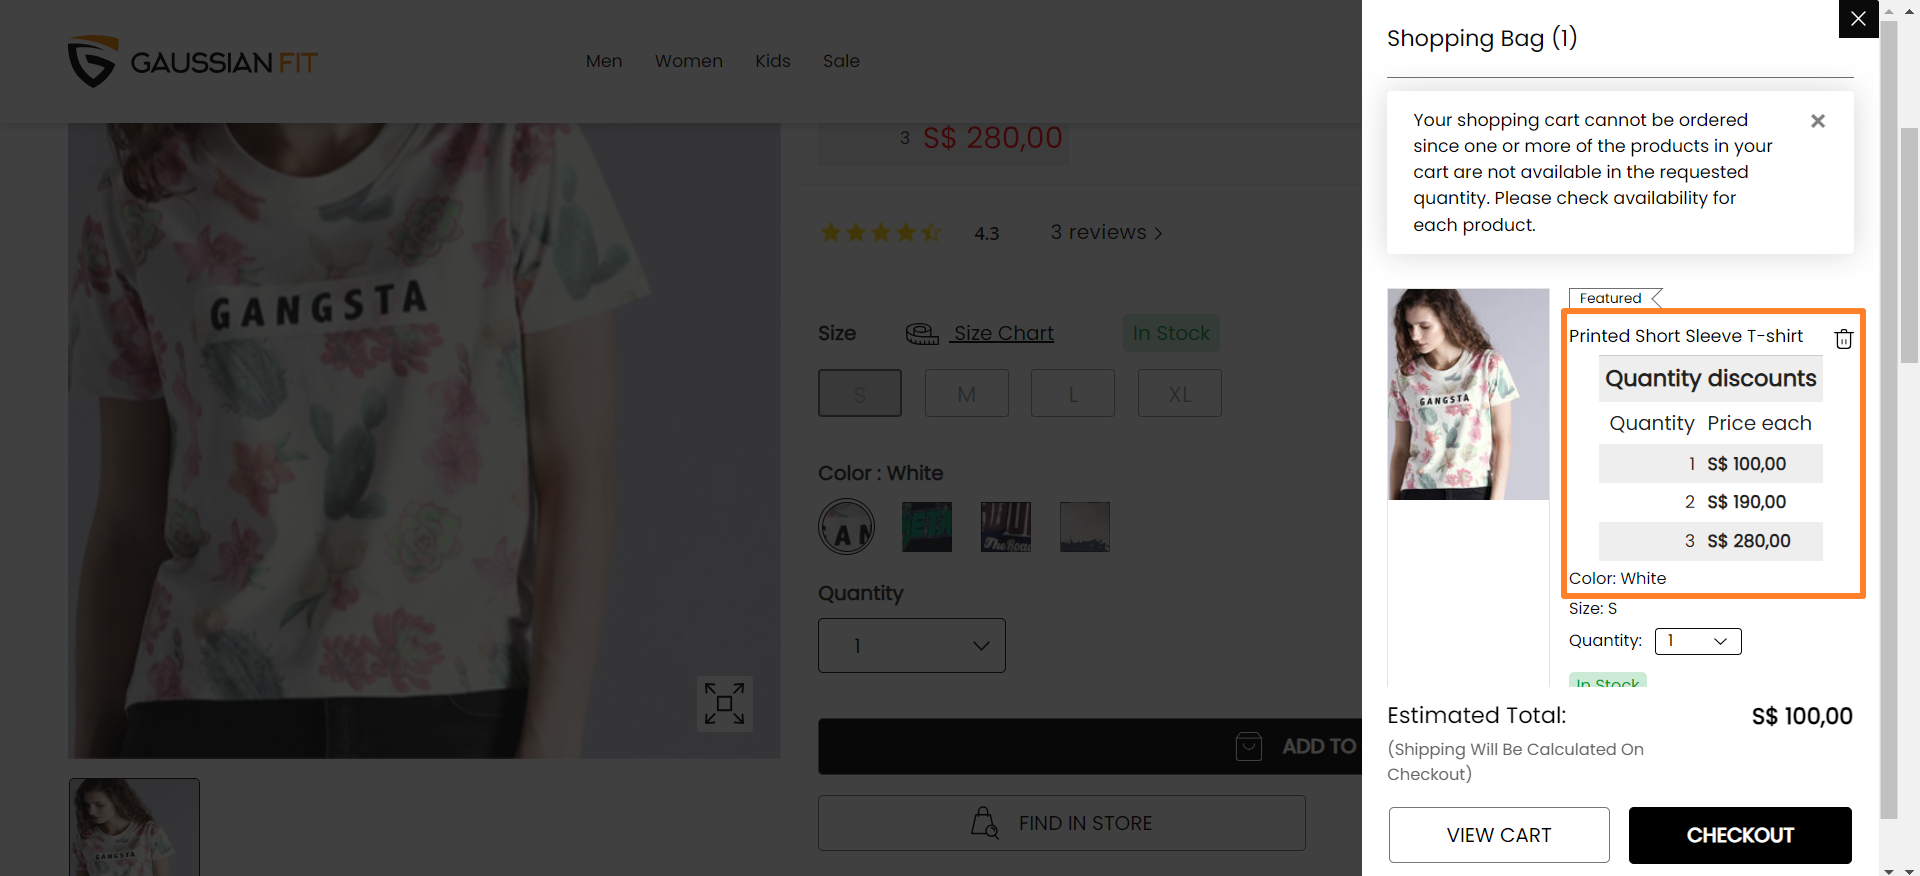 GAUSSIAN FIT
Men Women Kids Sale
3 S$ 280,00
GANGSTA
4.3 3 reviews
Size Size Chart In Stock
S M L XL
Color : White
Quantity
1
ADD TO
FIND IN STORE
GANGSTA
Shopping Bag (1)
Your shopping cart cannot be ordered
since one or more of the products in your
cart are not available in the requested
quantity. Please check availability for
each product.
GANGSTA
Featured
Printed Short Sleeve T-shirt
Quantity discounts
Quantity Price each
1 S$ 100,00
2 S$ 190,00
3 S$ 280,00
Color: White
Size: S
Quantity: 1
In Stock
Estimated Total: S$ 100,00
(Shipping Will Be Calculated On
Checkout)
VIEW CART CHECKOUT